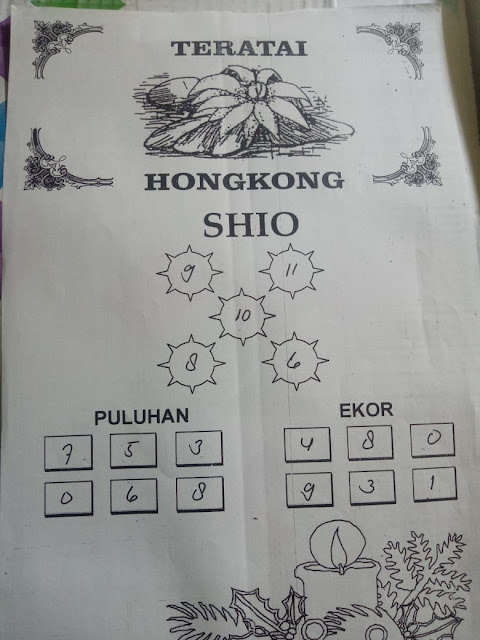 TERATAI
HONGKONG
SHIO
9 11
10
8 6
PULUHAN EKOR
7 5 3 4 8 0
0 6 8 9 3 1